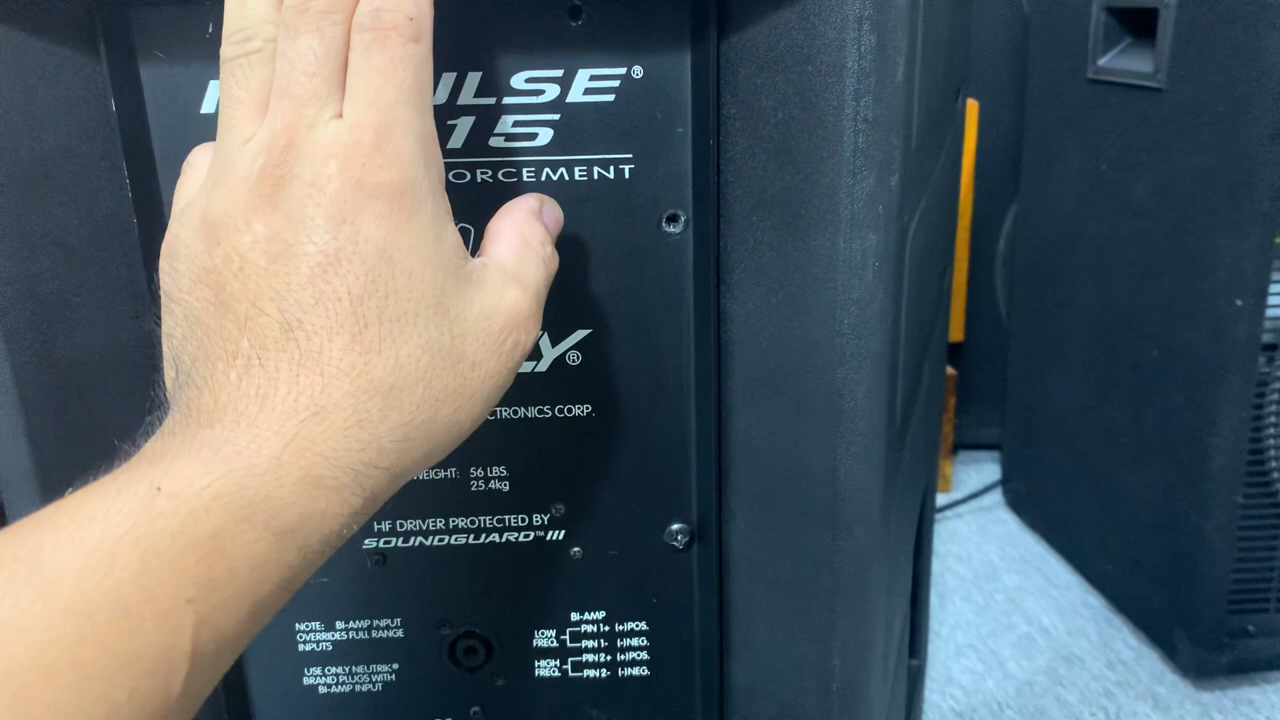 ULSE®
15
ORCEMENT
EY®
CTRONICS CORP.
WEIGHT: 56 LBS.
25.4kg
HF DRIVER PROTECTED BY
SOUNDGUARD™ III
NOTE: BI-AMP INPUT
OVERRIDES FULL RANGE
INPUTS
USE ONLY NEUTRIK®
BRAND PLUGS WITH
BI-AMP INPUT
BI-AMP
LOW FREQ. PIN 1+ (+)POS.
PIN 1- (-)NEG.
HIGH FREQ. PIN 2+ (+)POS.
PIN 2- (-)NEG.